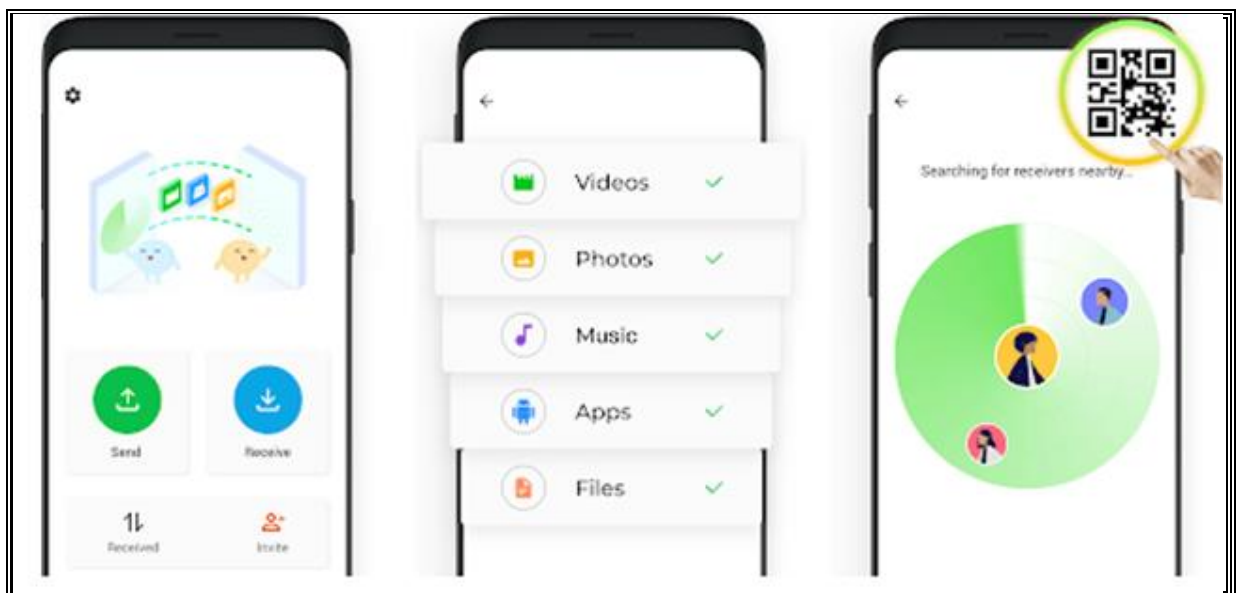 Send
Receive
Received
Invite
Videos
Photos
Music
Apps
Files
Searching for receivers nearby...